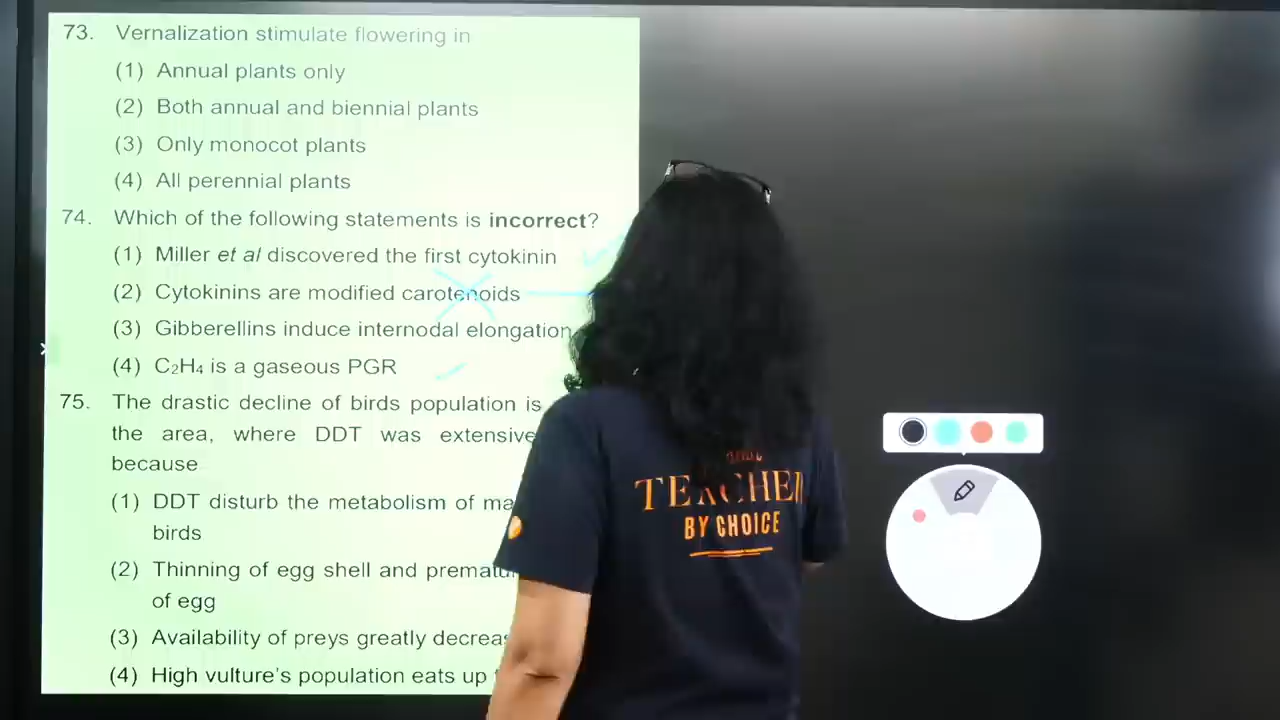 73. Vernalization stimulate flowering in
(1) Annual plants only
(2) Both annual and biennial plants
(3) Only monocot plants
(4) All perennial plants
74. Which of the following statements is incorrect?
(1) Miller et al discovered the first cytokinin
(2) Cytokinins are modified carotenoids
(3) Gibberellins induce internodal elongation
(4) C₂H₄ is a gaseous PGR
75. The drastic decline of birds population is
the area, where DDT was extensive
because
(1) DDT disturb the metabolism of
birds
(2) Thinning of egg shell and
of egg
(3) Availability of preys greatly
(4) High vulture's population eats up
BY CHOICE